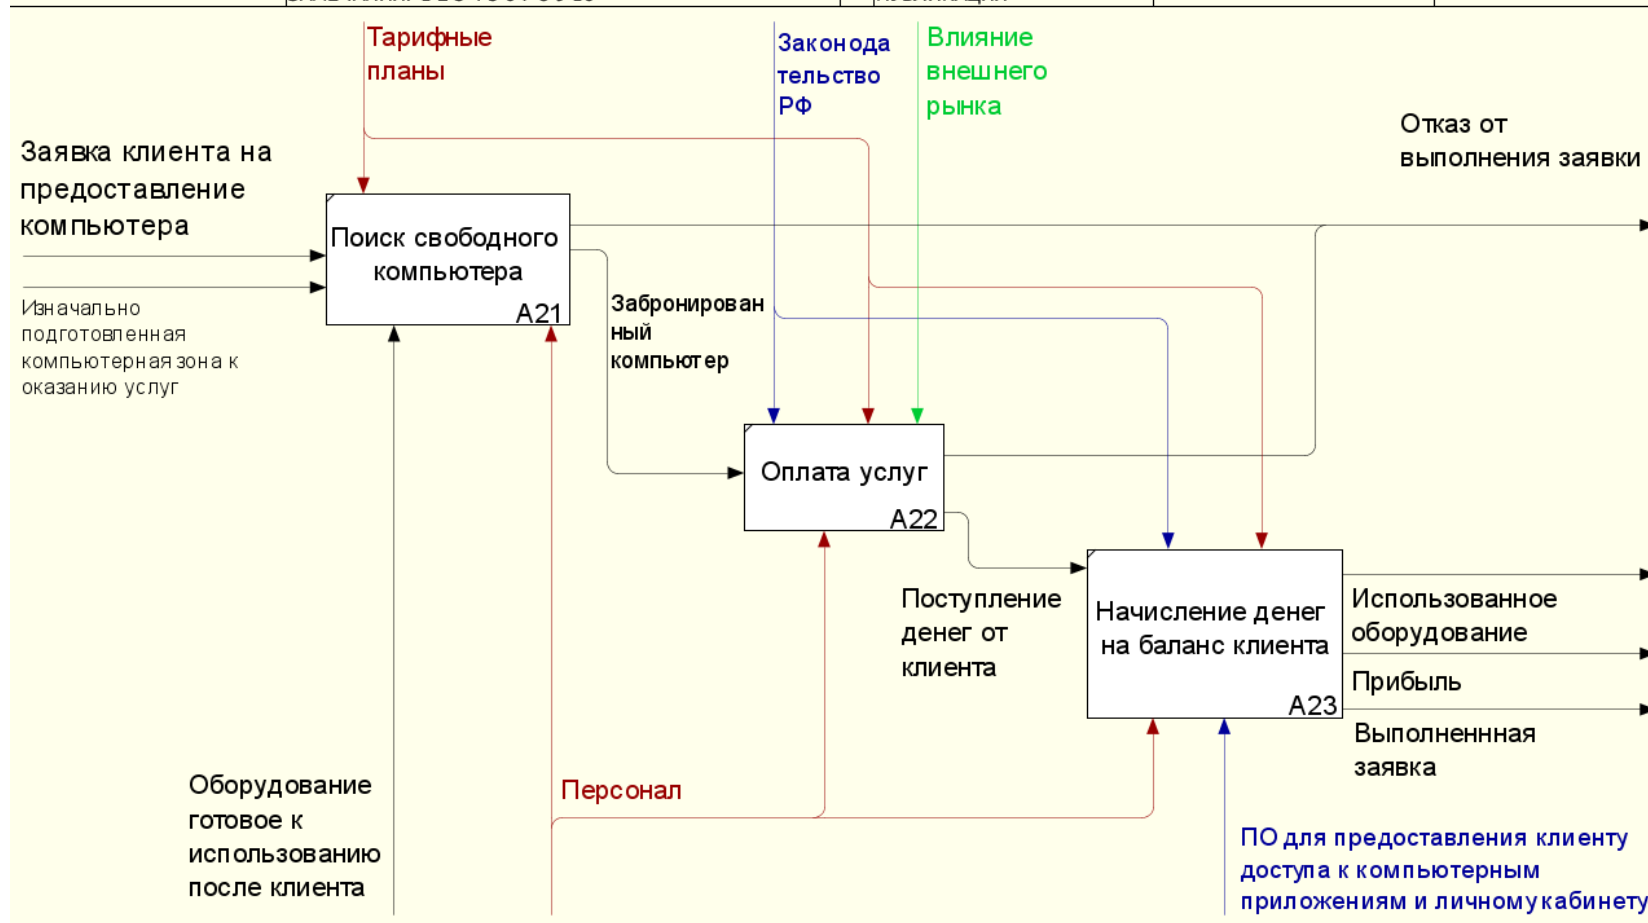 Тарифные
планы
Законода
тельство
РФ
Влияние
внешнего
рынка
Отказ от
выполнения заявки
Заявка клиента на
предоставление
компьютера
Поиск свободного
компьютера
A21
Изначально
подготовленная
компьютерная зона к
оказанию услуг
Забронирован
ный
компьютер
Оплата услуг
A22
Поступление
денег от
клиента
Начисление денег
на баланс клиента
A23
Использованное
оборудование
Прибыль
Выполненнная
заявка
Оборудование
готовое к
использованию
после клиента
Персонал
ПО для предоставления клиенту
доступа к компьютерным
приложениям и личному кабинету